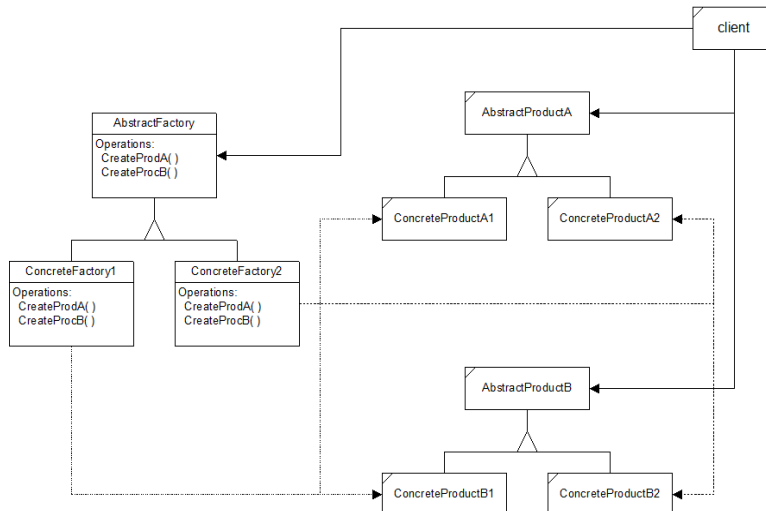 client
AbstractProductA
AbstractFactory
Operations:
CreateProdA( )
CreateProcB( )
ConcreteProductA1
ConcreteProductA2
ConcreteFactory1
Operations:
CreateProdA( )
CreateProcB( )
ConcreteFactory2
Operations:
CreateProdA( )
CreateProcB( )
AbstractProductB
ConcreteProductB1
ConcreteProductB2